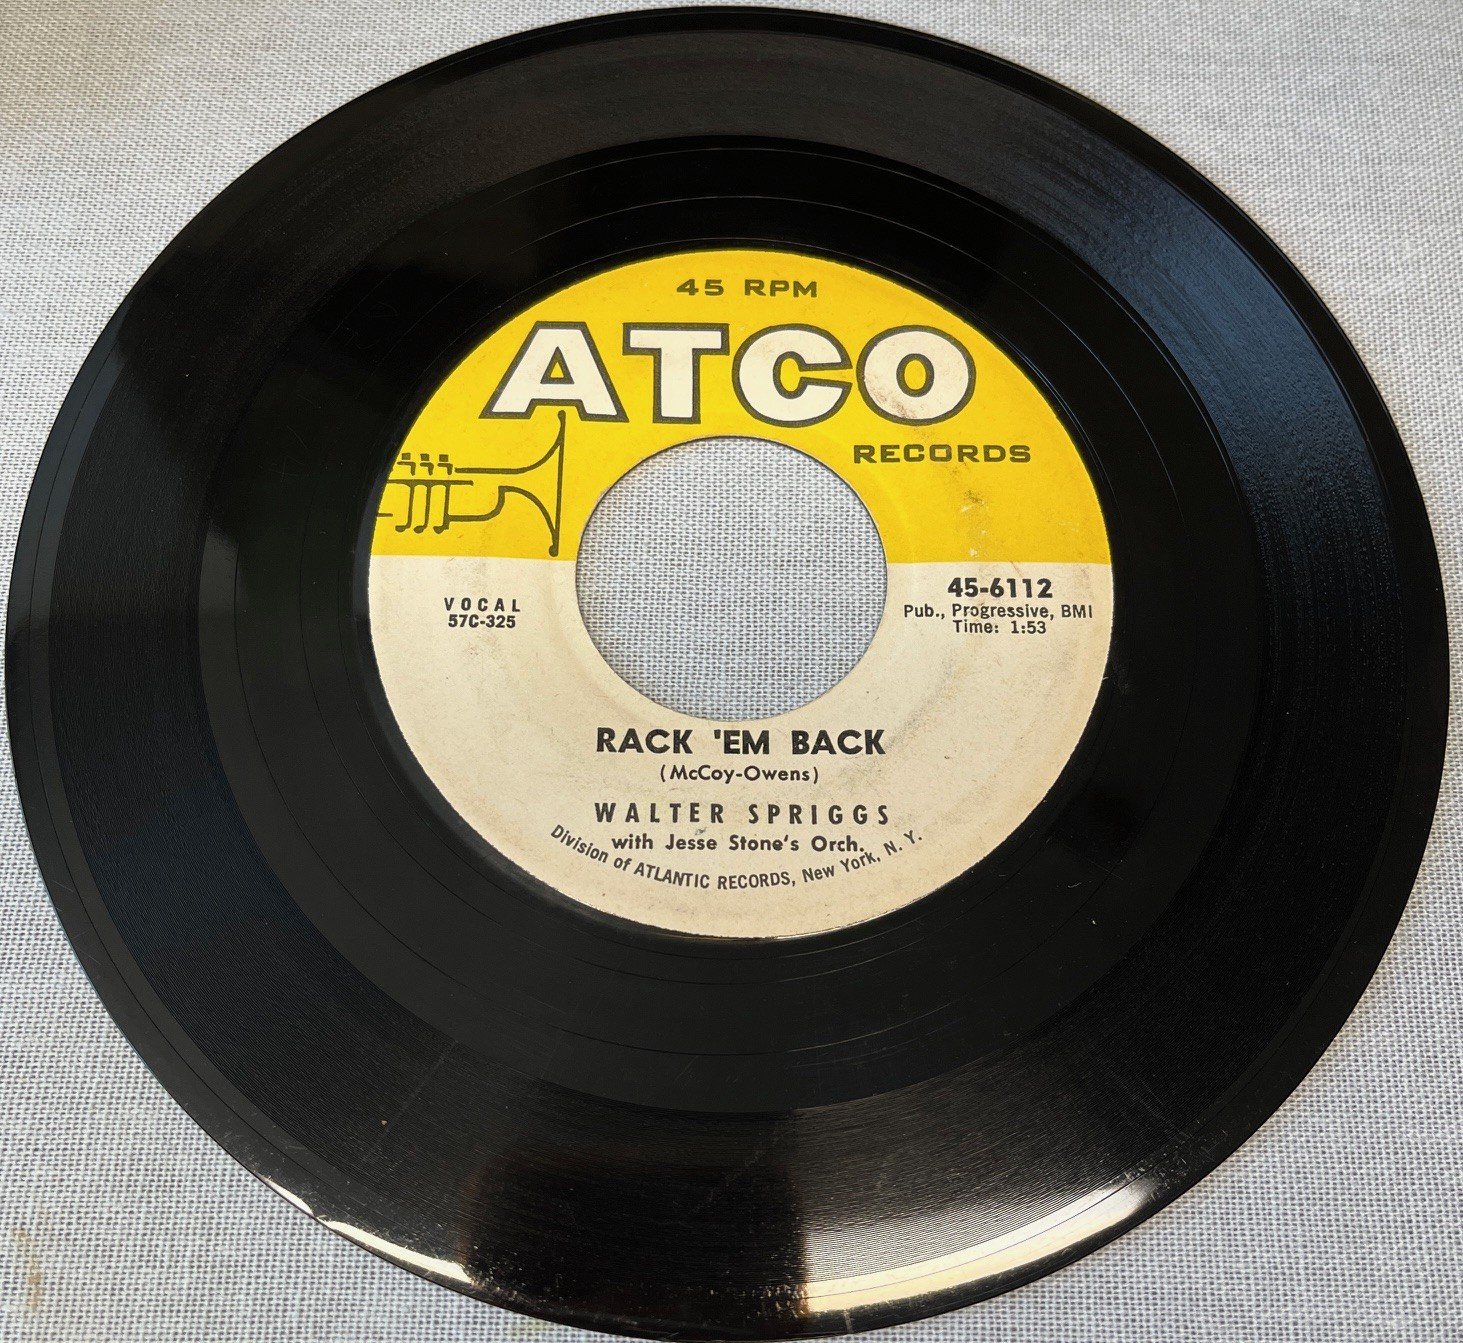 45 RPM
ATCO
RECORDS
VOCAL
57C-325
45-6112
Pub., Progressive, BMI
Time: 1:53
RACK 'EM BACK
(McCoy-Owens)
WALTER SPRIGGS
with Jesse Stone's Orch.
Division of ATLANTIC RECORDS, New York, N. Y.